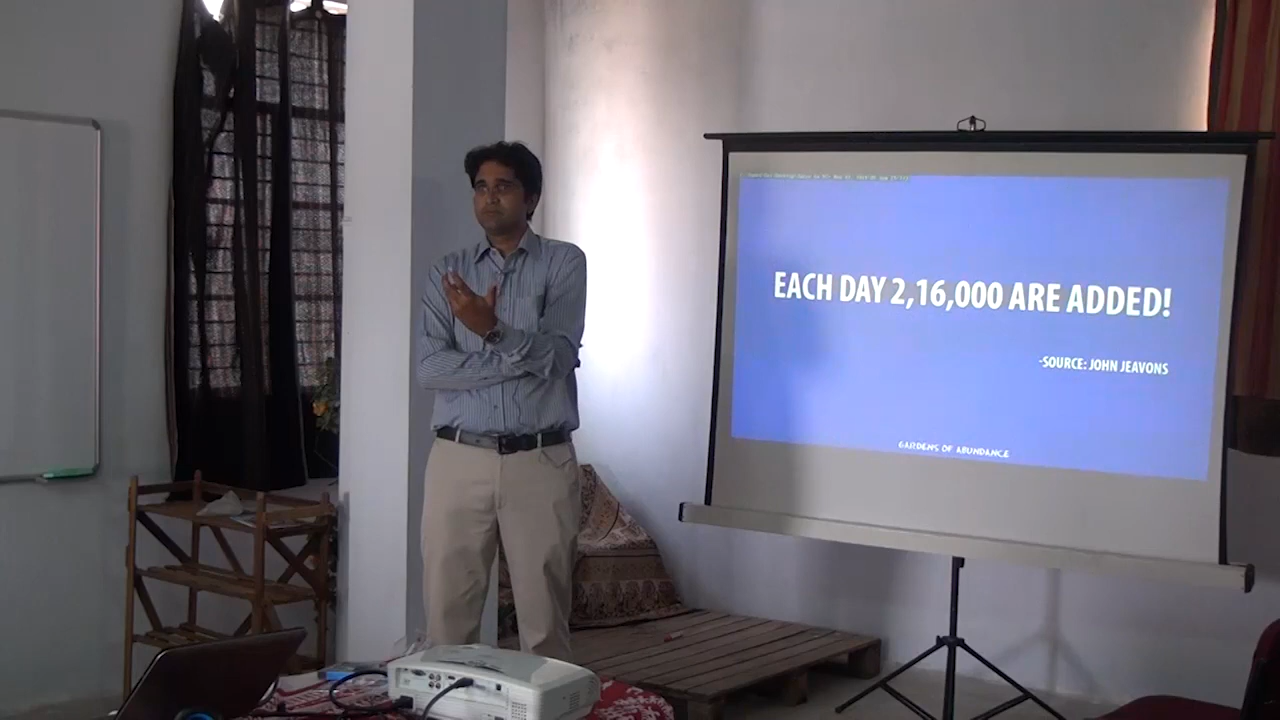 EACH DAY 2,16,000 ARE ADDED!
-SOURCE: JOHN JEAVONS
GARDENS OF ABUNDANCE